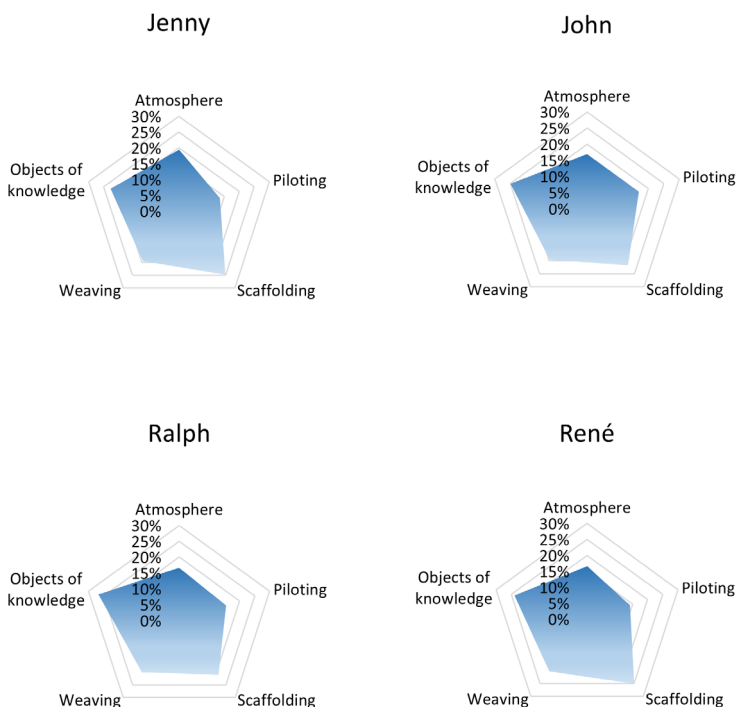 Jenny
Atmosphere
30%
25%
20%
15%
10%
5%
0%
Objects of
knowledge
Piloting
Weaving
Scaffolding
John
Atmosphere
30%
25%
20%
15%
10%
5%
0%
Objects of
knowledge
Piloting
Weaving
Scaffolding
Ralph
Atmosphere
30%
25%
20%
15%
10%
5%
0%
Objects of
knowledge
Piloting
Weaving
Scaffolding
René
Atmosphere
30%
25%
20%
15%
10%
5%
0%
Objects of
knowledge
Piloting
Weaving
Scaffolding